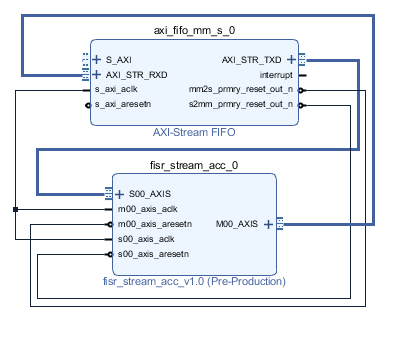 axi_fifo_mm_s_0
S_AXI
AXI_STR_RXD
s_axi_aclk
s_axi_aresetn
AXI_STR_TXD
interrupt
mm2s_prmry_reset_out_n
s2mm_prmry_reset_out_n
AXI-Stream FIFO
fisr_stream_acc_0
S00_AXIS
m00_axis_aclk
m00_axis_aresetn
s00_axis_aclk
s00_axis_aresetn
M00_AXIS
fisr_stream_acc_v1.0 (Pre-Production)